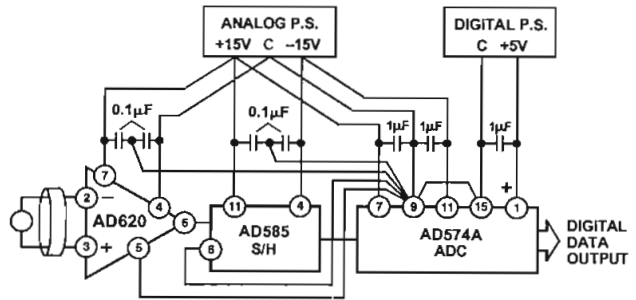 ANALOG P.S.
+15V C –15V
DIGITAL P.S.
C +5V
0.1µF
0.1µF
1µF 1µF
1µF
7
2 –
4
AD620
6
3 +
5
11
4
AD585
S/H
6
7
9
11
15
+
1
AD574A
ADC
DIGITAL
DATA
OUTPUT